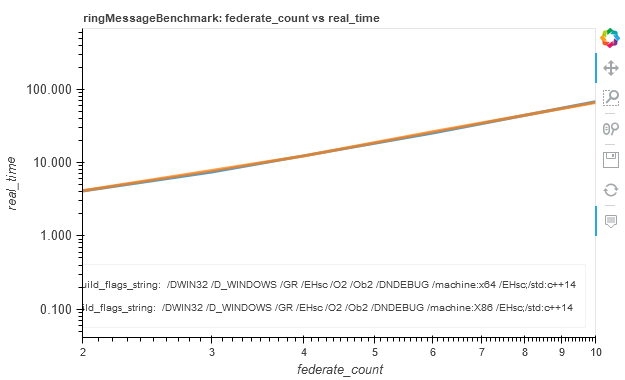 ringMessageBenchmark: federate_count vs real_time
100.000
10.000
1.000
0.100
real_time
uild_flags_string: /DWIN32 /D_WINDOWS /GR /EHsc /O2 /Ob2 /DNDEBUG /machine:x64 /EHsc;/std:c++14
uild_flags_string: /DWIN32 /D_WINDOWS /GR /EHsc /O2 /Ob2 /DNDEBUG /machine:X86 /EHsc;/std:c++14
2 3 4 5 6 7 8 9 10
federate_count